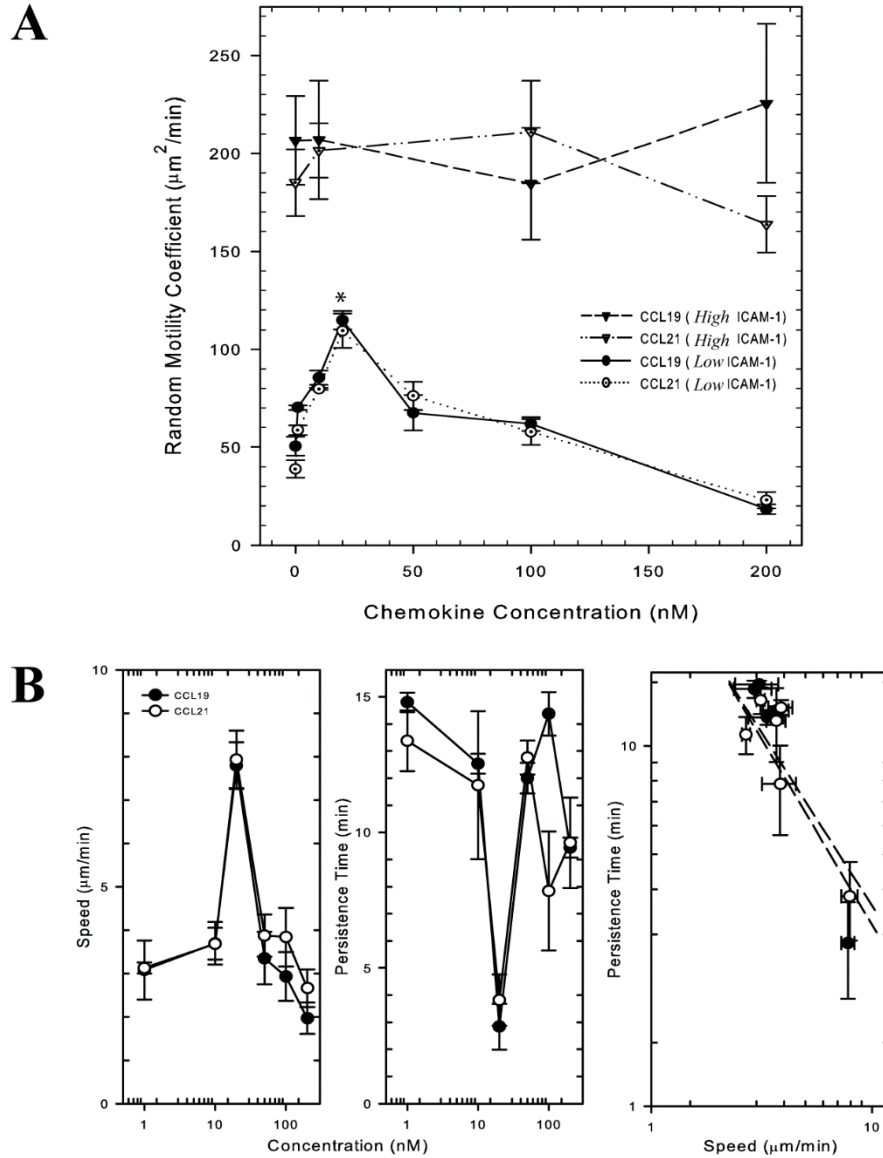 A
Random Motility Coefficient (μm²/min)
250
200
150
100
50
0
*
CCL19 ( High ICAM-1)
CCL21 ( High ICAM-1)
CCL19 ( Low ICAM-1)
CCL21 ( Low ICAM-1)
0 50 100 150 200
Chemokine Concentration (nM)
B
Speed (μm/min)
10
5
0
CCL19
CCL21
1 10 100
Concentration (nM)
Persistence Time (min)
15
10
5
0
1 10 100
Persistence Time (min)
10
1
1 10
Speed (μm/min)